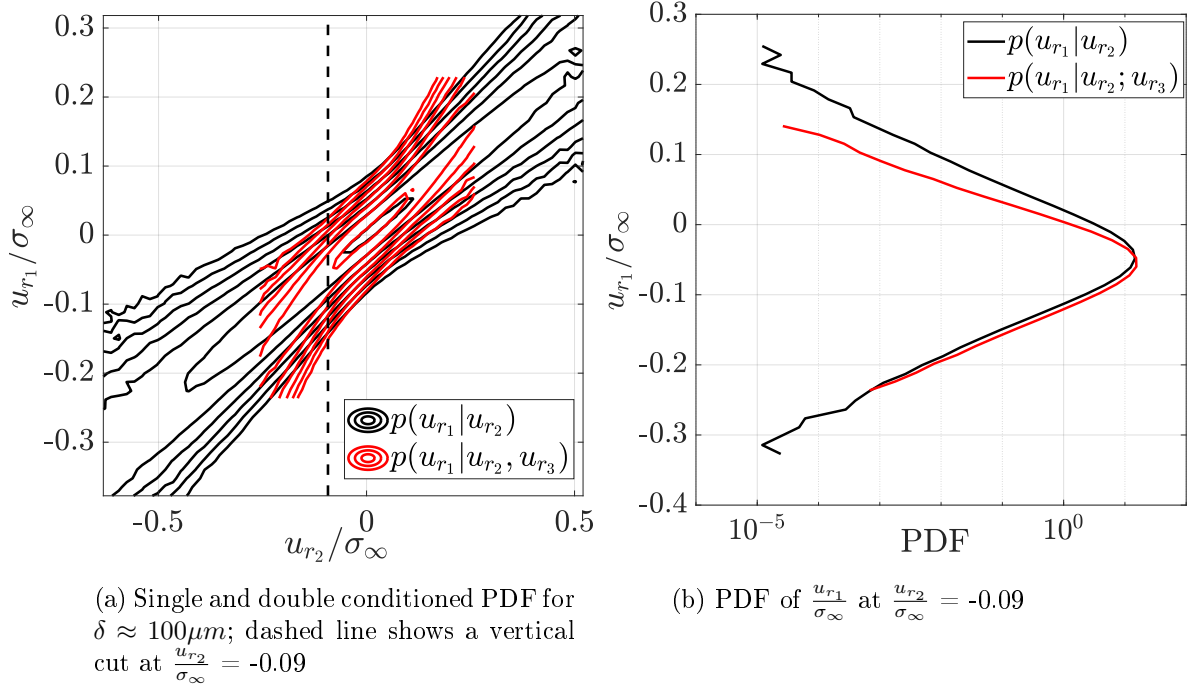 0.3
0.2
0.1
0
-0.1
-0.2
-0.3
u_{r_1}/σ_∞
-0.5
0
0.5
u_{r_2}/σ_∞
p(u_{r_1}|u_{r_2})
p(u_{r_1}|u_{r_2}, u_{r_3})
(a) Single and double conditioned PDF for
δ ≈ 100μm; dashed line shows a vertical
cut at \frac{u_{r_2}}{σ_∞} = -0.09
0.3
0.2
0.1
0
-0.1
-0.2
-0.3
-0.4
u_{r_1}/σ_∞
10^{-5}
10^0
PDF
p(u_{r_1}|u_{r_2})
p(u_{r_1}|u_{r_2}; u_{r_3})
(b) PDF of \frac{u_{r_1}}{σ_∞} at \frac{u_{r_2}}{σ_∞} = -0.09